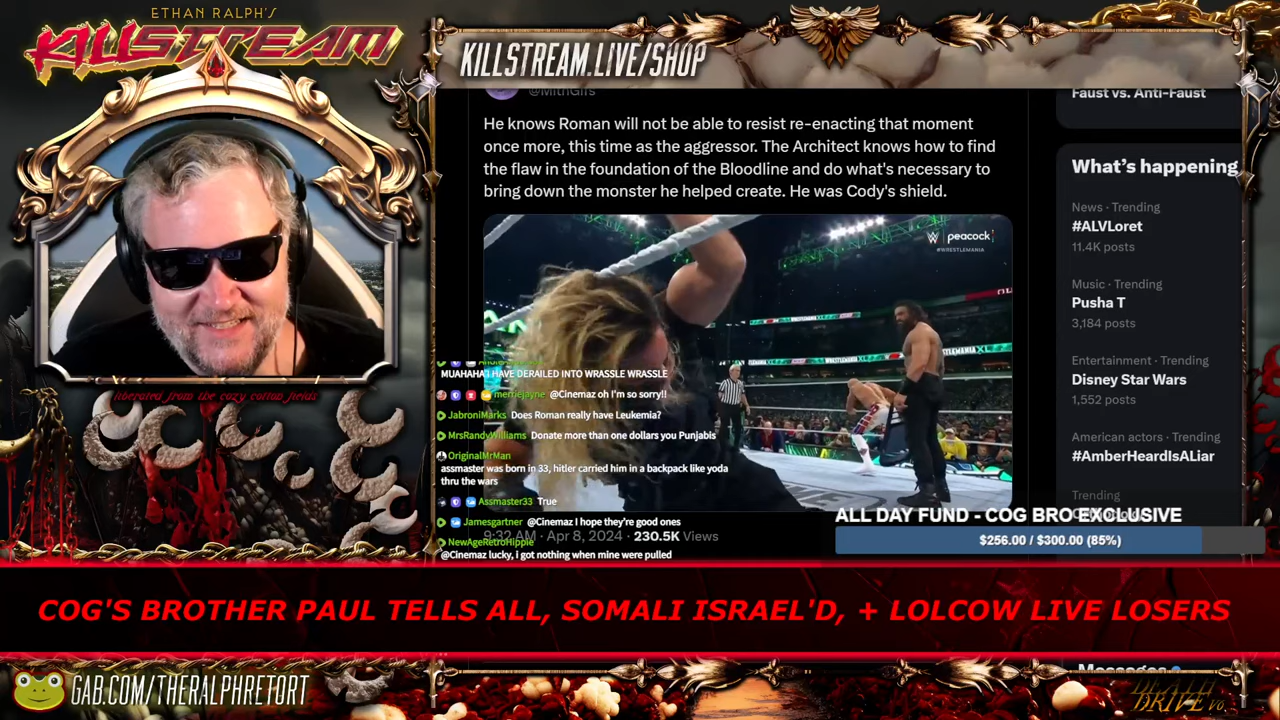 ETHAN RALPH'S
KILLSTREAM
KILLSTREAM.LIVE/SHOP
@MithGifs
He knows Roman will not be able to resist re-enacting that moment
once more, this time as the aggressor. The Architect knows how to find
the flaw in the foundation of the Bloodline and do what's necessary to
bring down the monster he helped create. He was Cody's shield.
peacock
#WRESTLEMANIA
WRESTLEMANIA
MUAHAHA I HAVE DERAILED INTO WRASSLE WRASSLE
merriejayne @Cinemaz oh I'm so sorry!!
JabroniMarks Does Roman really have Leukemia?
MrsRandyWilliams Donate more than one dollars you Punjabis
OriginalMrMan
assmaster was born in 33, hitler carried him in a backpack like yoda
thru the wars
Assmaster33 True
Jamesgartner @Cinemaz I hope they're good ones
NewAgeRetroHippie
@Cinemaz lucky, i got nothing when mine were pulled
9:32 AM · Apr 8, 2024 · 230.5K Views
Faust vs. Anti-Faust
What's happening
News · Trending
#ALVLoret
11.4K posts
Music · Trending
Pusha T
3,184 posts
Entertainment · Trending
Disney Star Wars
1,552 posts
American actors · Trending
#AmberHeardIsALiar
Trending
ALL DAY FUND - COG BRO EXCLUSIVE
$256.00 / $300.00 (85%)
liberated from the cozy cotton fields
COG'S BROTHER PAUL TELLS ALL, SOMALI ISRAEL'D, + LOLCOW LIVE LOSERS
GAB.COM/THERALPHRETORT
Messages
DEATH
DRIVE V6.